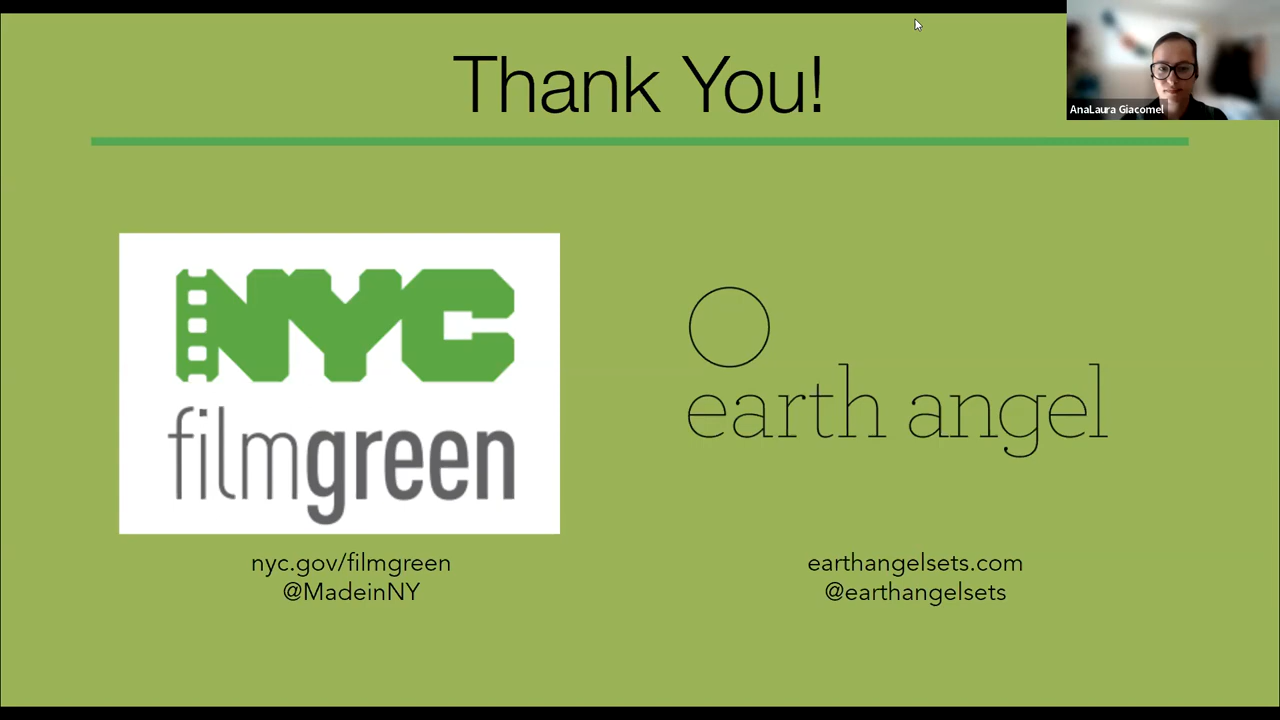 Thank You!
AnaLaura Giacomel
NYC
filmgreen
nyc.gov/filmgreen
@MadeinNY
earth angel
earthangelsets.com
@earthangelsets